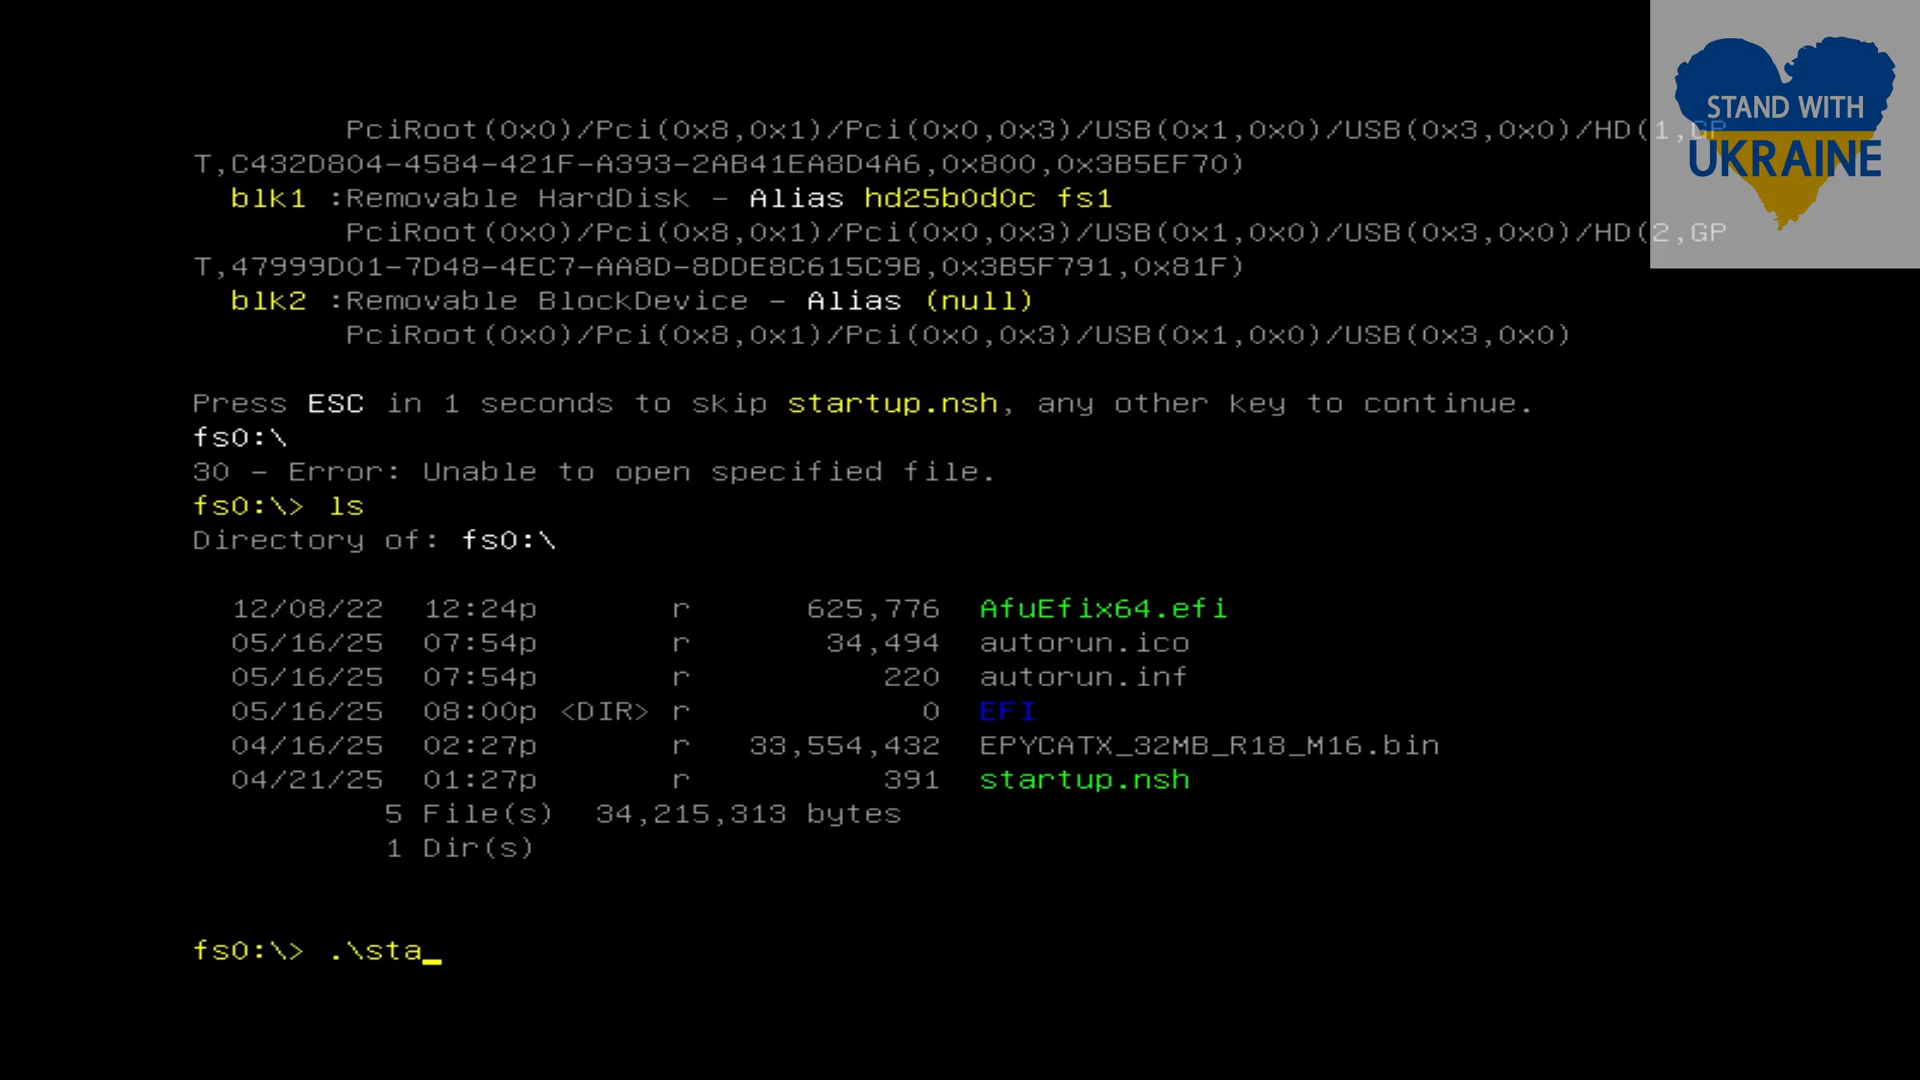 PciRoot(0x0)/Pci(0x8,0x1)/Pci(0x0,0x3)/USB(0x1,0x0)/USB(0x3,0x0)/HD(1,GP
T,C432D804-4584-421F-A393-2AB41EA8D4A6,0x800,0x3B5EF70)
blk1 :Removable HardDisk - Alias hd25b0d0c fs1
PciRoot(0x0)/Pci(0x8,0x1)/Pci(0x0,0x3)/USB(0x1,0x0)/USB(0x3,0x0)/HD(2,GP
T,47999D01-7D48-4EC7-AA8D-8DDE8C615C9B,0x3B5F791,0x81F)
blk2 :Removable BlockDevice - Alias (null)
PciRoot(0x0)/Pci(0x8,0x1)/Pci(0x0,0x3)/USB(0x1,0x0)/USB(0x3,0x0)
Press ESC in 1 seconds to skip startup.nsh, any other key to continue.
fs0:\
30 - Error: Unable to open specified file.
fs0:\> ls
Directory of: fs0:\
12/08/22 12:24p r 625,776 AfuEfix64.efi
05/16/25 07:54p r 34,494 autorun.ico
05/16/25 07:54p r 220 autorun.inf
05/16/25 08:00p <DIR> r 0 EFI
04/16/25 02:27p r 33,554,432 EPYCATX_32MB_R18_M16.bin
04/21/25 01:27p r 391 startup.nsh
5 File(s) 34,215,313 bytes
1 Dir(s)
fs0:\> .\sta_
STAND WITH
UKRAINE